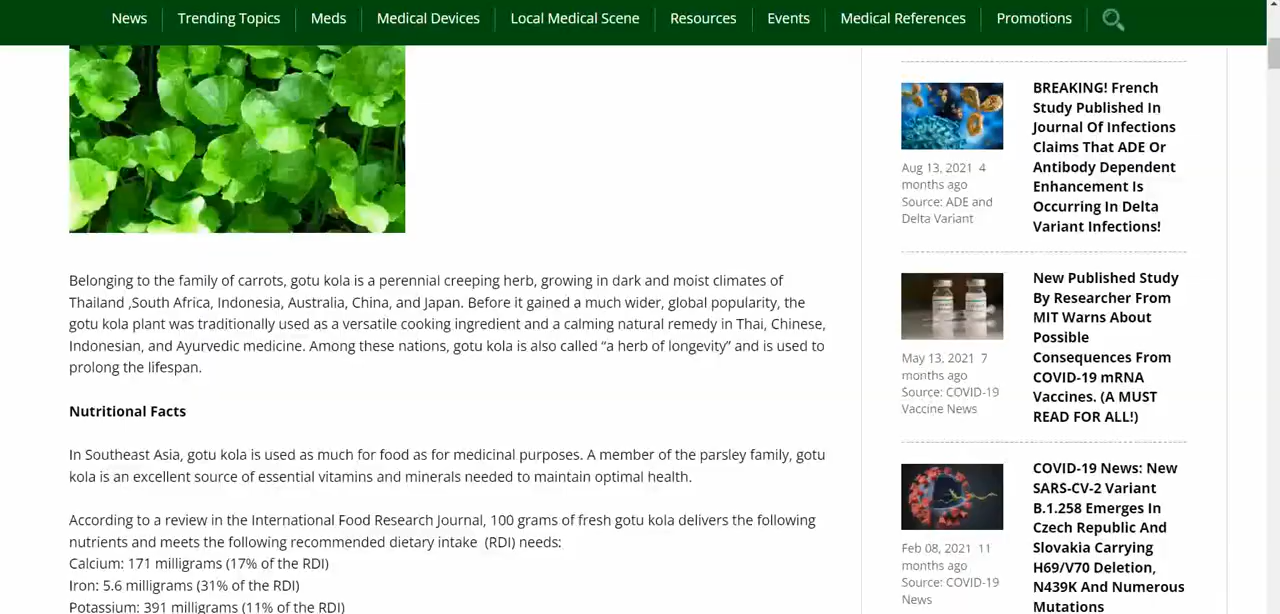 News
Trending Topics
Meds
Medical Devices
Local Medical Scene
Resources
Events
Medical References
Promotions
Belonging to the family of carrots, gotu kola is a perennial creeping herb, growing in dark and moist climates of
Thailand ,South Africa, Indonesia, Australia, China, and Japan. Before it gained a much wider, global popularity, the
gotu kola plant was traditionally used as a versatile cooking ingredient and a calming natural remedy in Thai, Chinese,
Indonesian, and Ayurvedic medicine. Among these nations, gotu kola is also called “a herb of longevity” and is used to
prolong the lifespan.
Nutritional Facts
In Southeast Asia, gotu kola is used as much for food as for medicinal purposes. A member of the parsley family, gotu
kola is an excellent source of essential vitamins and minerals needed to maintain optimal health.
According to a review in the International Food Research Journal, 100 grams of fresh gotu kola delivers the following
nutrients and meets the following recommended dietary intake  (RDI) needs:
Calcium: 171 milligrams (17% of the RDI)
Iron: 5.6 milligrams (31% of the RDI)
Potassium: 391 milligrams (11% of the RDI)
Aug 13, 2021  4
months ago
Source: ADE and
Delta Variant
BREAKING! French
Study Published In
Journal Of Infections
Claims That ADE Or
Antibody Dependent
Enhancement Is
Occurring In Delta
Variant Infections!
May 13, 2021  7
months ago
Source: COVID-19
Vaccine News
New Published Study
By Researcher From
MIT Warns About
Possible
Consequences From
COVID-19 mRNA
Vaccines. (A MUST
READ FOR ALL!)
Feb 08, 2021  11
months ago
Source: COVID-19
News
COVID-19 News: New
SARS-CV-2 Variant
B.1.258 Emerges In
Czech Republic And
Slovakia Carrying
H69/V70 Deletion,
N439K And Numerous
Mutations